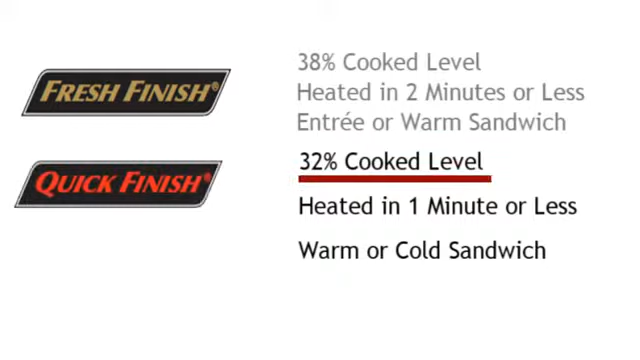 FRESH FINISH®
38% Cooked Level
Heated in 2 Minutes or Less
Entrée or Warm Sandwich
QUICK FINISH®
32% Cooked Level
Heated in 1 Minute or Less
Warm or Cold Sandwich